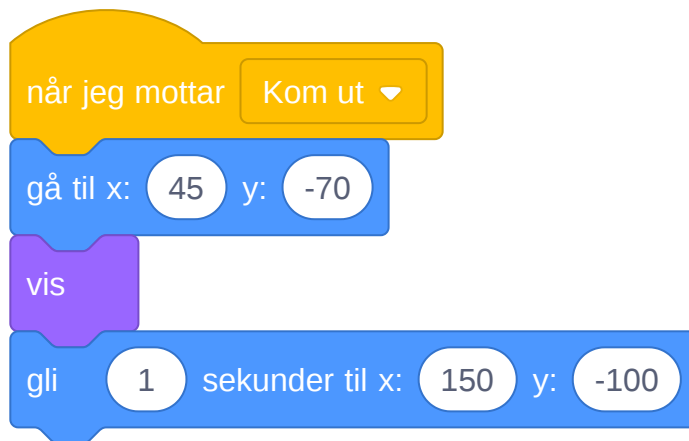 når jeg mottar Kom ut
gå til x: 45 y: -70
vis
gli 1 sekunder til x: 150 y: -100